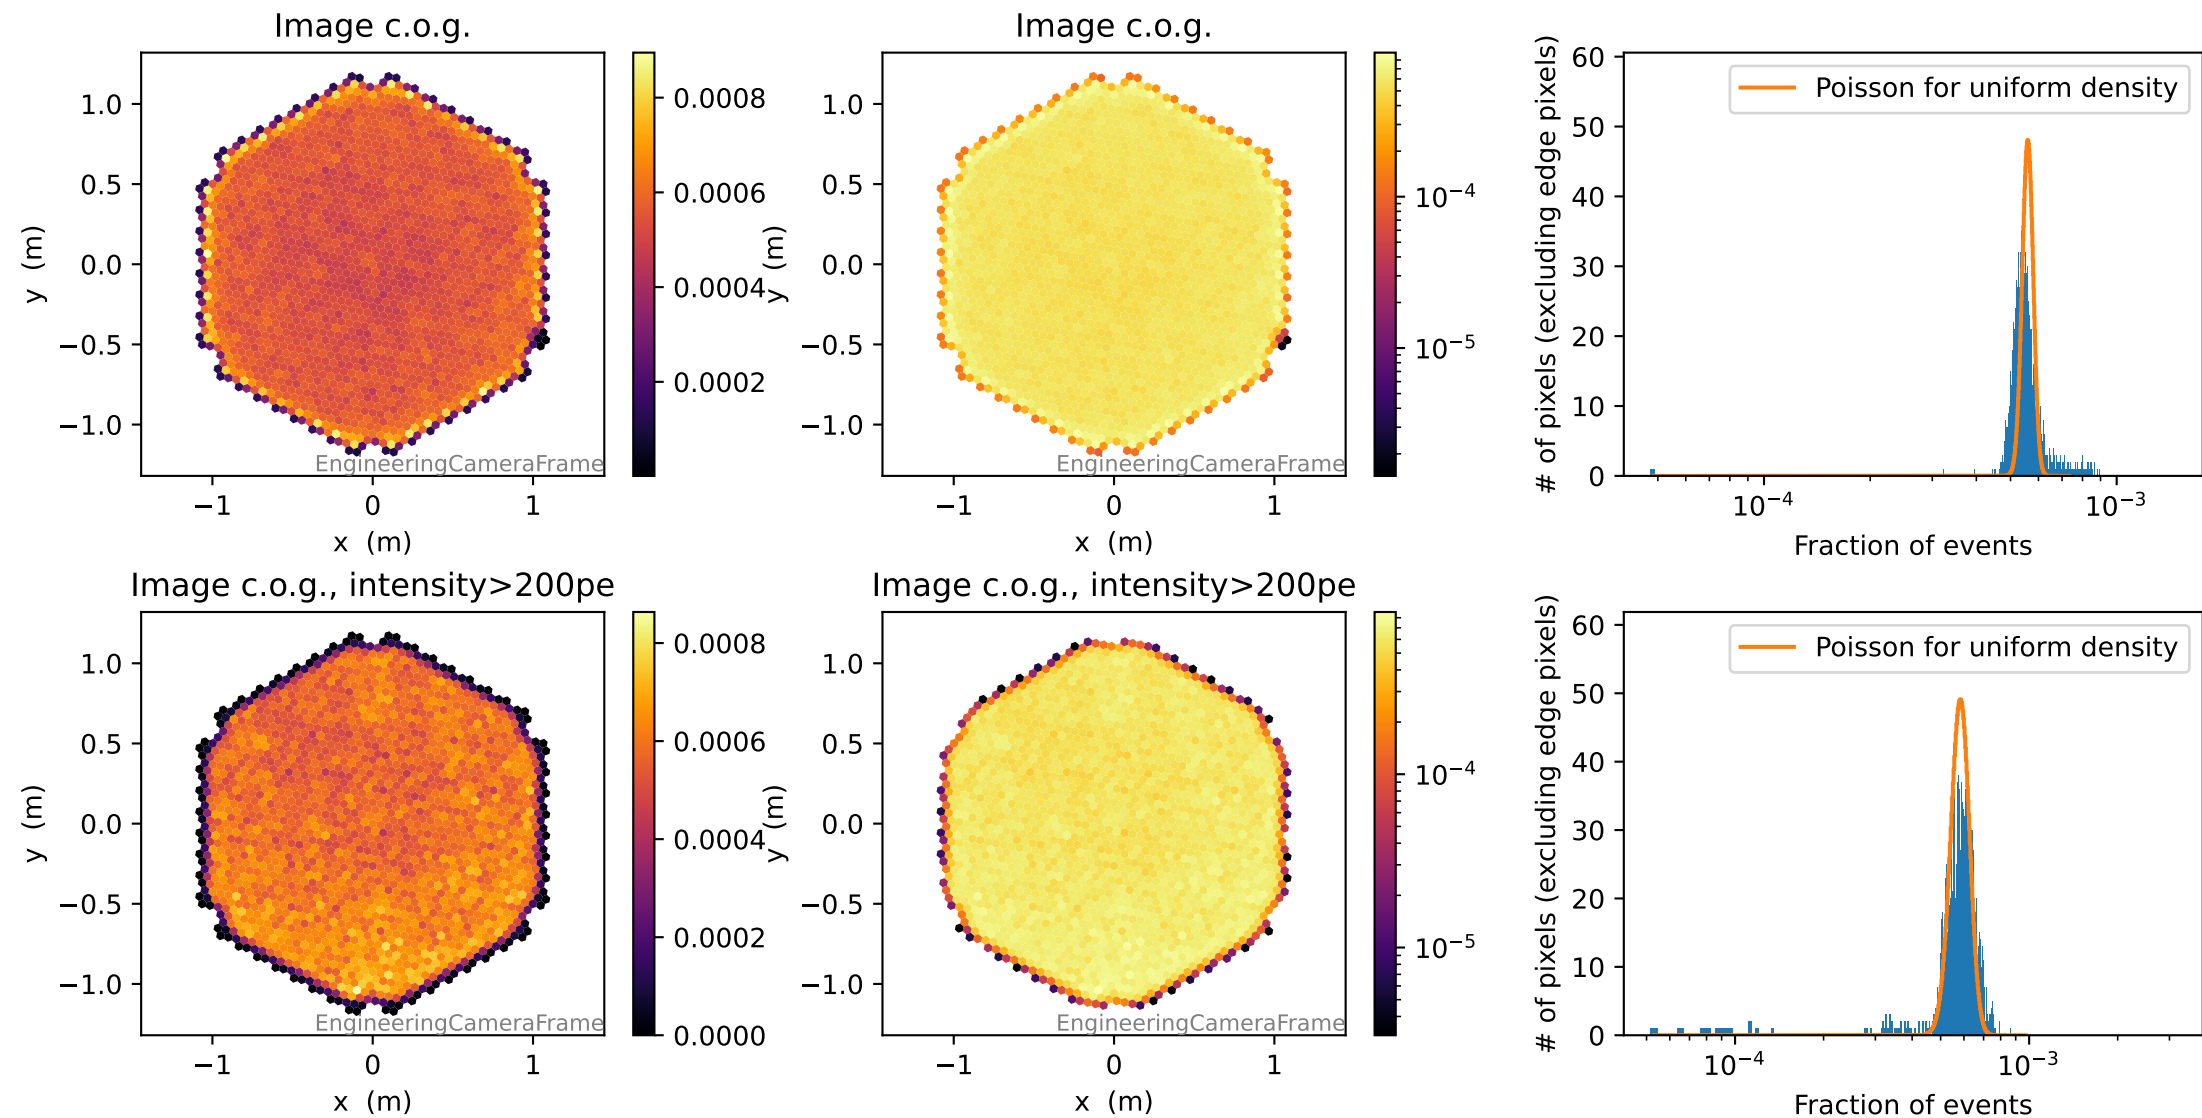 Image c.o.g.
y (m)
1.0
0.5
0.0
−0.5
−1.0
−1
0
1
x (m)
EngineeringCameraFrame
0.0008
0.0006
0.0004
0.0002
Image c.o.g.
y (m)
1.0
0.5
0.0
−0.5
−1.0
−1
0
1
x (m)
EngineeringCameraFrame
10−4
10−5
# of pixels (excluding edge pixels)
60
50
40
30
20
10
0
Poisson for uniform density
10−4
10−3
Fraction of events
Image c.o.g., intensity>200pe
y (m)
1.0
0.5
0.0
−0.5
−1.0
−1
0
1
x (m)
EngineeringCameraFrame
0.0008
0.0006
0.0004
0.0002
0.0000
Image c.o.g., intensity>200pe
y (m)
1.0
0.5
0.0
−0.5
−1.0
−1
0
1
x (m)
EngineeringCameraFrame
10−4
10−5
# of pixels (excluding edge pixels)
60
50
40
30
20
10
0
Poisson for uniform density
10−4
10−3
Fraction of events